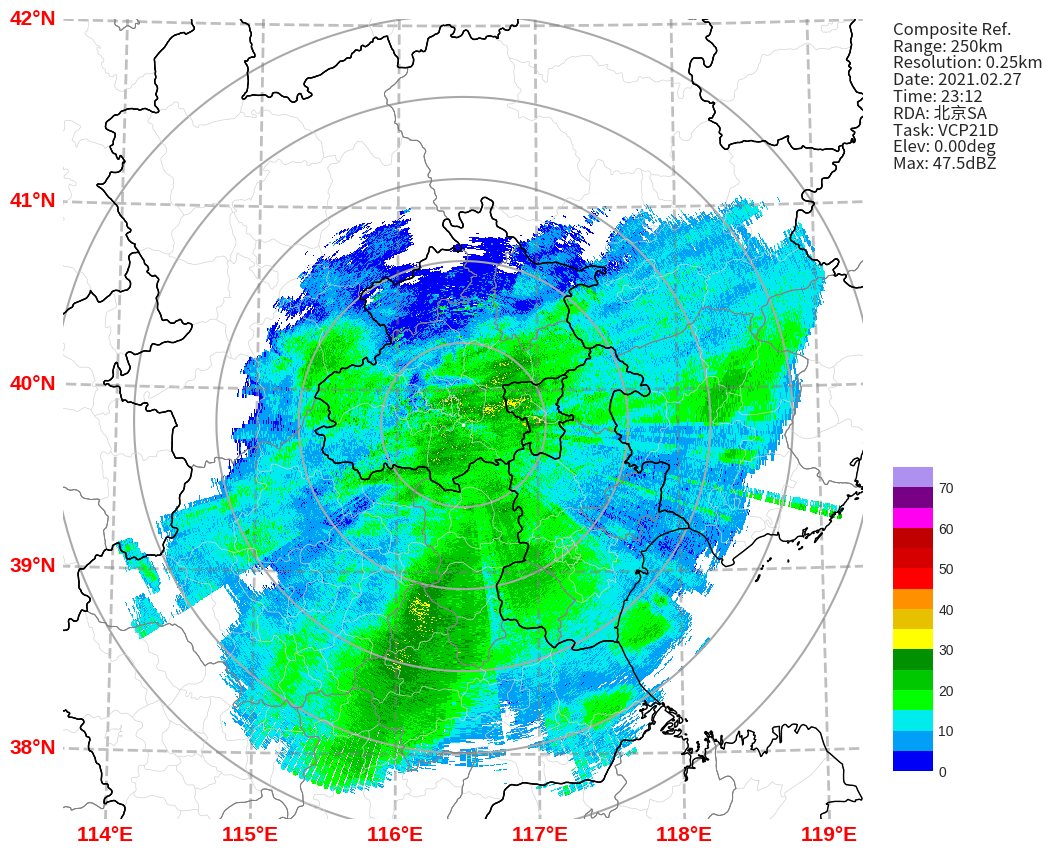 42°N
41°N
40°N
39°N
38°N
114°E 115°E 116°E 117°E 118°E 119°E
Composite Ref.
Range: 250km
Resolution: 0.25km
Date: 2021.02.27
Time: 23:12
RDA: 北京SA
Task: VCP21D
Elev: 0.00deg
Max: 47.5dBZ
70
60
50
40
30
20
10
0